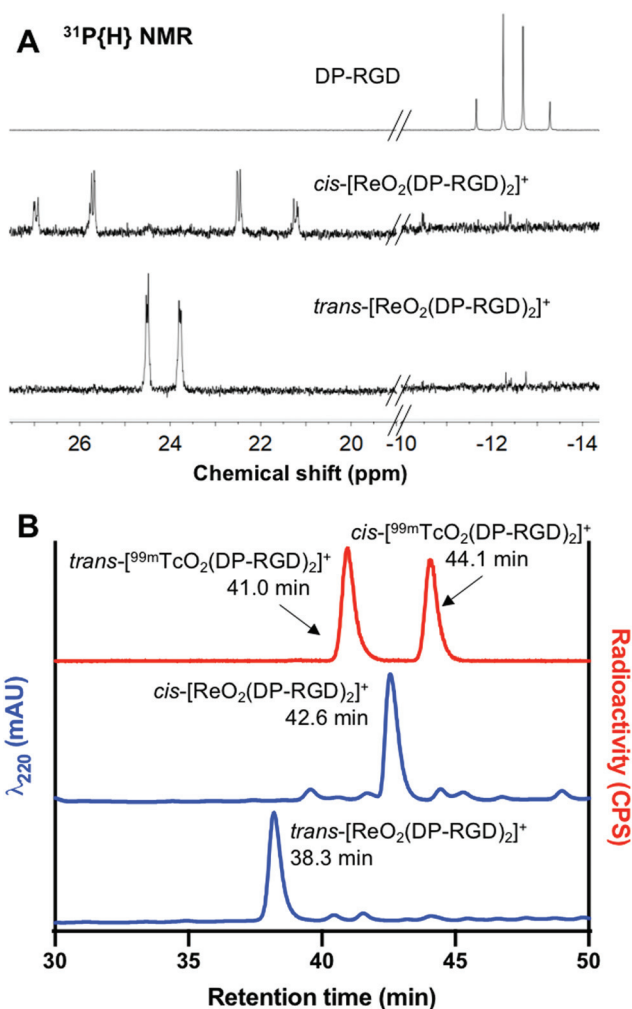 A
³¹P{H} NMR
DP-RGD
cis-[ReO₂(DP-RGD)₂]⁺
trans-[ReO₂(DP-RGD)₂]⁺
26 24 22 20 -10 -12 -14
Chemical shift (ppm)
B
cis-[⁹⁹ᵐTcO₂(DP-RGD)₂]⁺
44.1 min
trans-[⁹⁹ᵐTcO₂(DP-RGD)₂]⁺
41.0 min
cis-[ReO₂(DP-RGD)₂]⁺
42.6 min
trans-[ReO₂(DP-RGD)₂]⁺
38.3 min
λ₂₂₀ (mAU)
Radioactivity (CPS)
30 35 40 45 50
Retention time (min)